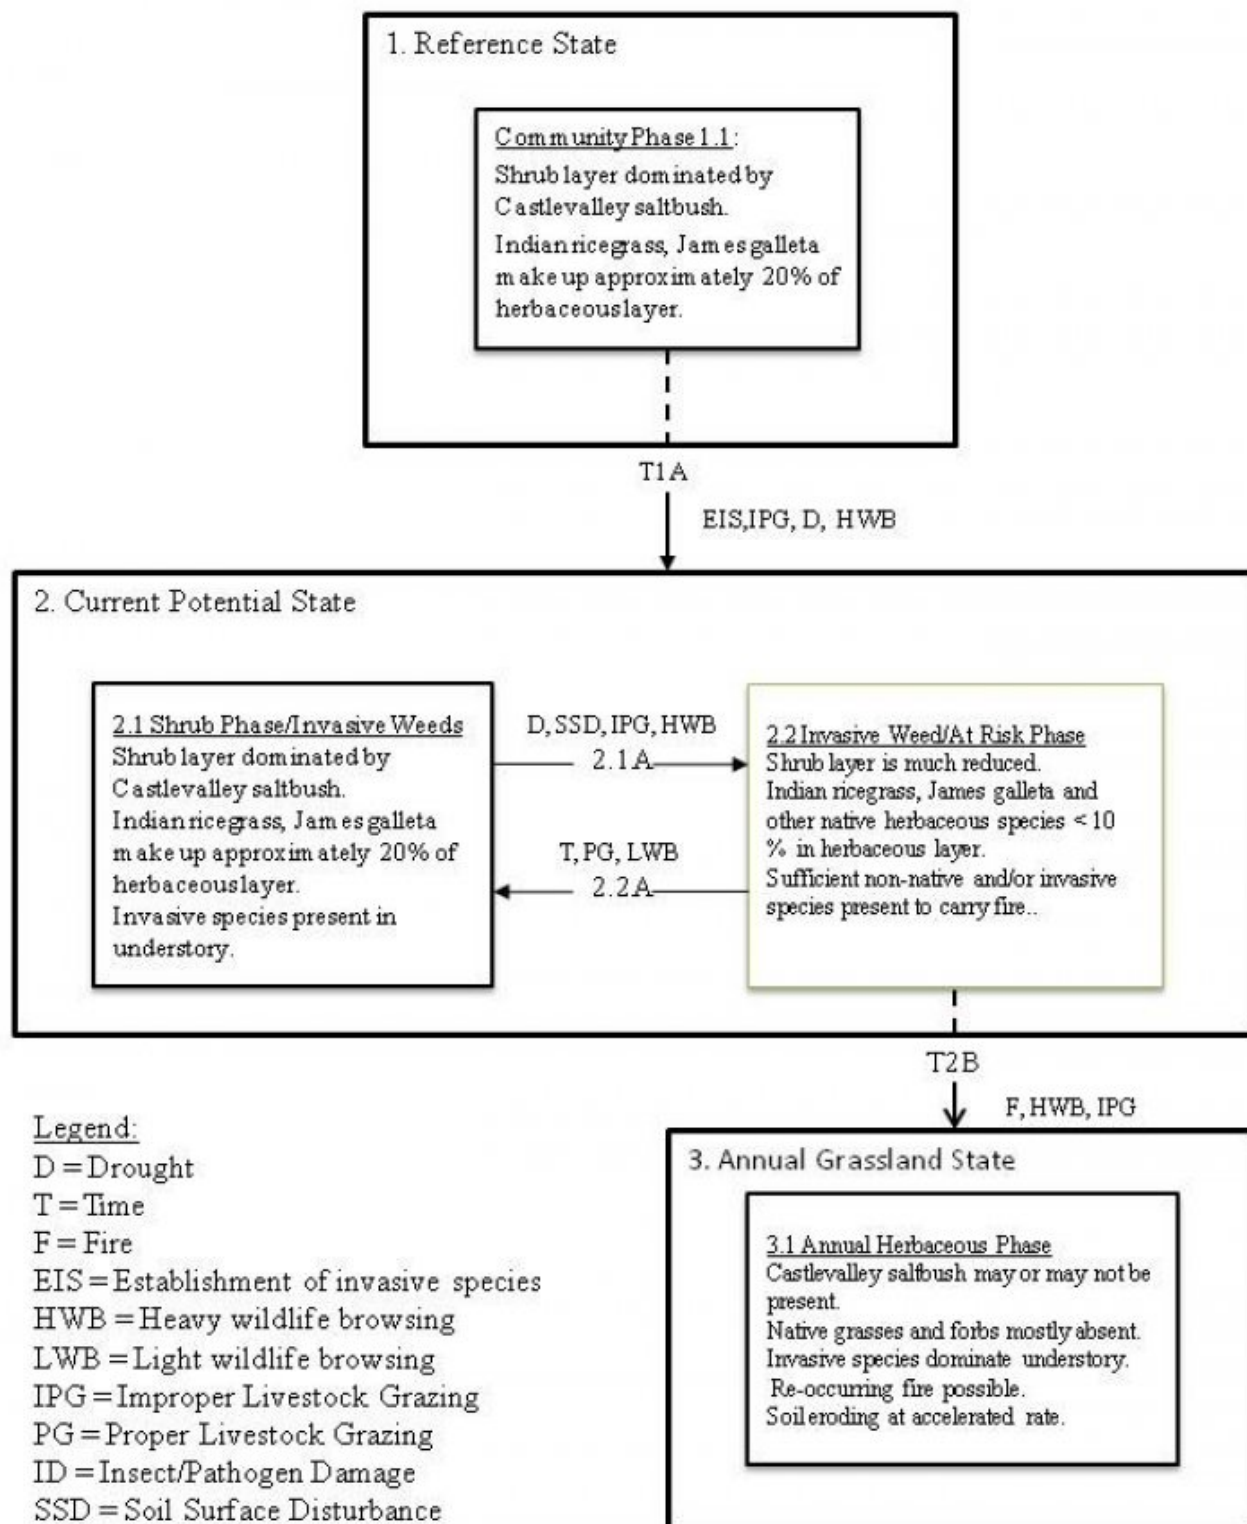 1. Reference State
Community Phase 1.1:
Shrub layer dominated by
Castlevalley saltbush.
Indian ricegrass, James galleta
make up approximately 20% of
herbaceous layer.
T1A
EIS,IPG, D, HWB
2. Current Potential State
2.1 Shrub Phase/Invasive Weeds
Shrub layer dominated by
Castlevalley saltbush.
Indian ricegrass, James galleta
make up approximately 20% of
herbaceous layer.
Invasive species present in
understory.
D, SSD, IPG, HWB
2.1A
T, PG, LWB
2.2A
2.2 Invasive Weed/At Risk Phase
Shrub layer is much reduced.
Indian ricegrass, James galleta and
other native herbaceous species <10
% in herbaceous layer.
Sufficient non-native and/or invasive
species present to carry fire..
T2B
F, HWB, IPG
3. Annual Grassland State
3.1 Annual Herbaceous Phase
Castlevalley saltbush may or may not be
present.
Native grasses and forbs mostly absent.
Invasive species dominate understory.
Re-occurring fire possible.
Soil eroding at accelerated rate.
Legend:
D = Drought
T = Time
F = Fire
EIS = Establishment of invasive species
HWB = Heavy wildlife browsing
LWB = Light wildlife browsing
IPG = Improper Livestock Grazing
PG = Proper Livestock Grazing
ID = Insect/Pathogen Damage
SSD = Soil Surface Disturbance